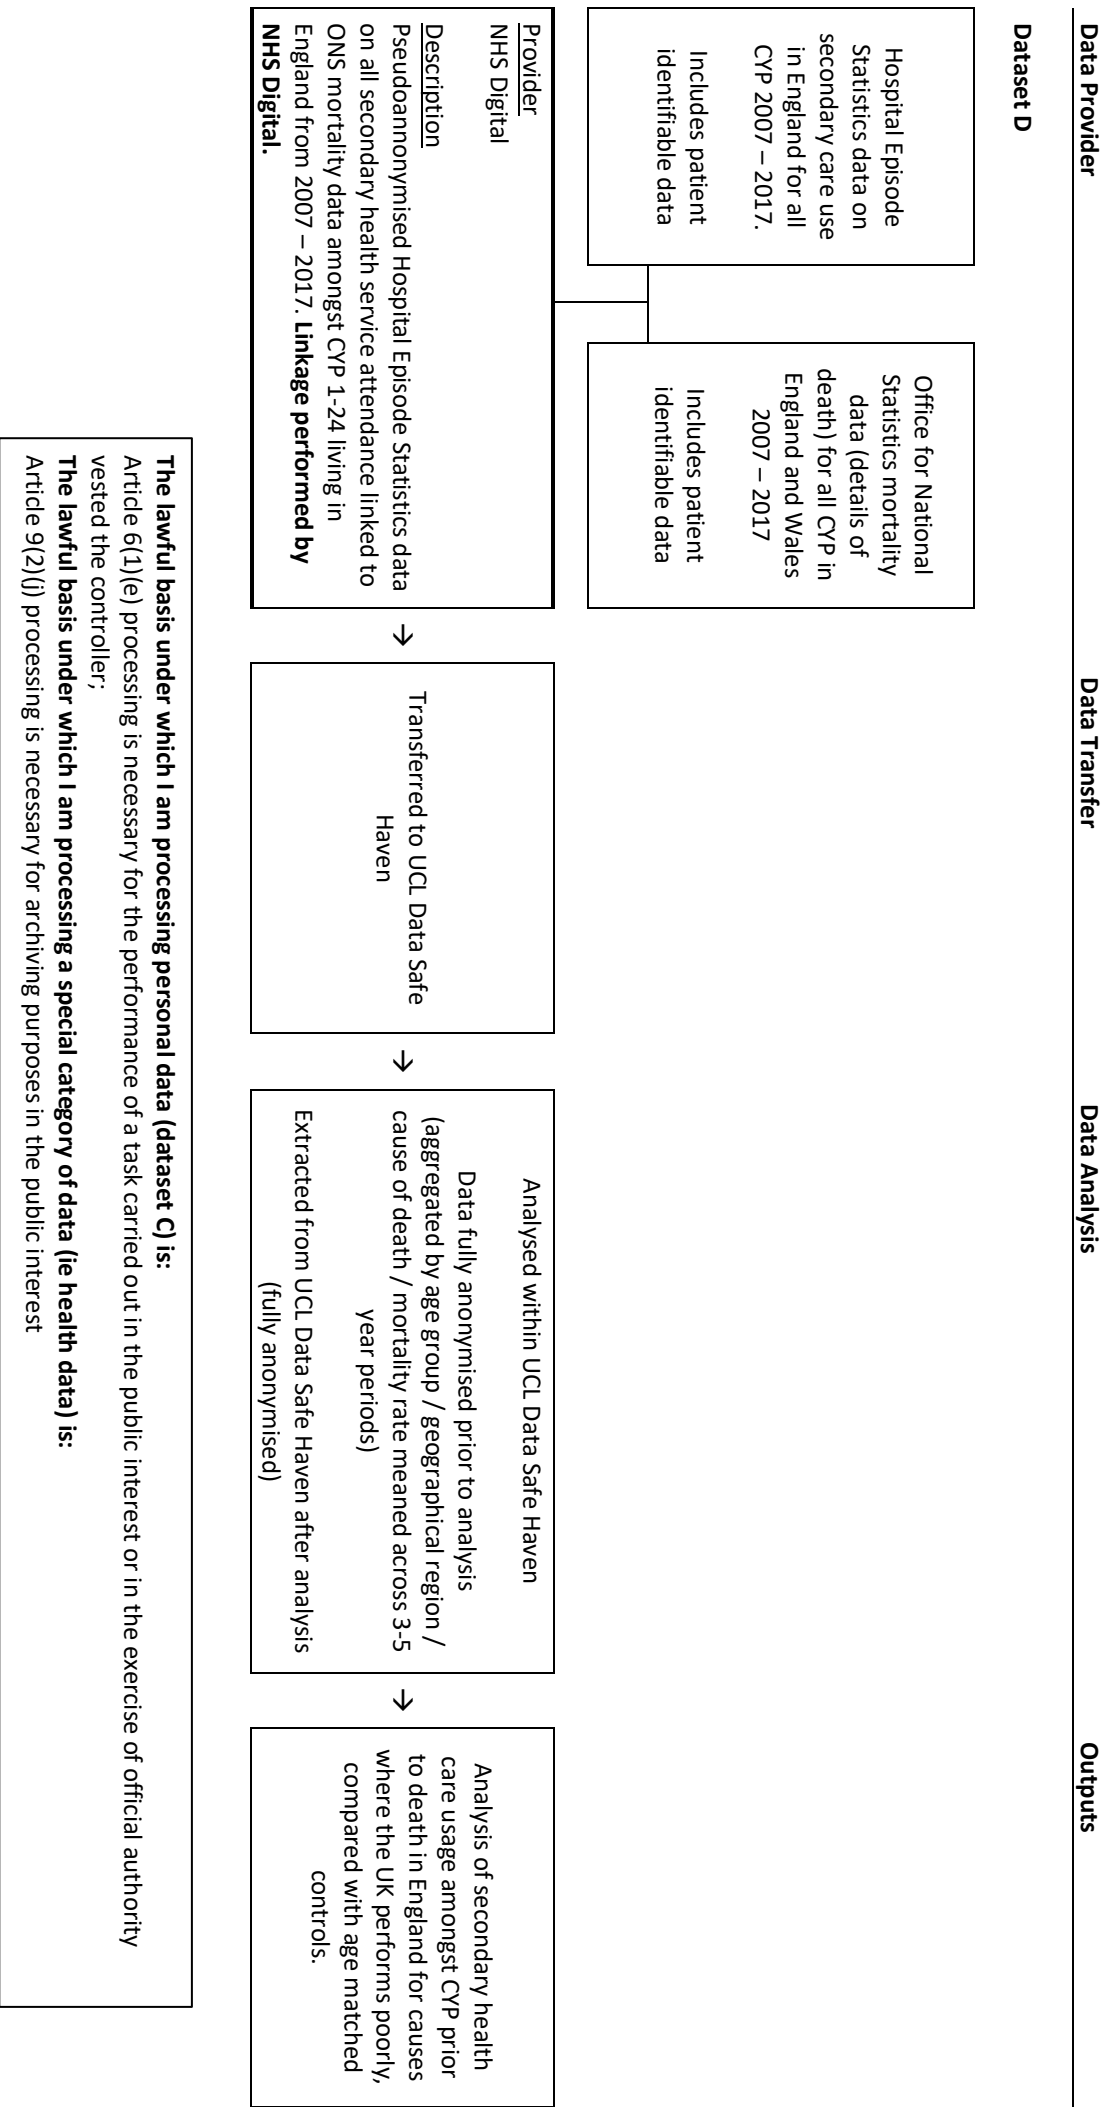 Data Provider
Data Transfer
Data Analysis
Outputs
Dataset D
Hospital Episode
Statistics data on
secondary care use
in England for all
CYP 2007 – 2017.
Includes patient
identifiable data
Office for National
Statistics mortality
data (details of
death) for all CYP in
England and Wales
2007 – 2017
Includes patient
identifiable data
Provider
NHS Digital
Description
Pseudoannonymised Hospital Episode Statistics data
on all secondary health service attendance linked to
ONS mortality data amongst CYP 1-24 living in
England from 2007 – 2017. Linkage performed by
NHS Digital.
→
Transferred to UCL Data Safe
Haven
→
Analysed within UCL Data Safe Haven
Data fully anonymised prior to analysis
(aggregated by age group / geographical region /
cause of death / mortality rate meaned across 3-5
year periods)
Extracted from UCL Data Safe Haven after analysis
(fully anonymised)
→
Analysis of secondary health
care usage amongst CYP prior
to death in England for causes
where the UK performs poorly,
compared with age matched
controls.
The lawful basis under which I am processing personal data (dataset C) is:
Article 6(1)(e) processing is necessary for the performance of a task carried out in the public interest or in the exercise of official authority
vested the controller;
The lawful basis under which I am processing a special category of data (ie health data) is:
Article 9(2)(j) processing is necessary for archiving purposes in the public interest